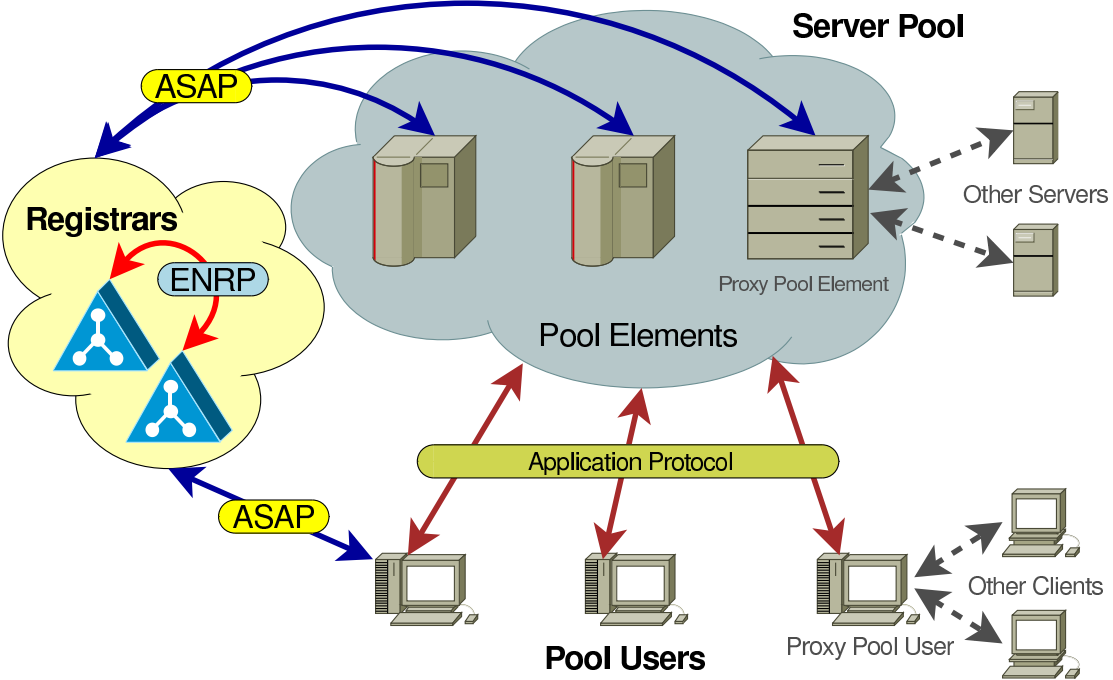 Server Pool
ASAP
Other Servers
Registrars
ENRP
Proxy Pool Element
Pool Elements
Application Protocol
ASAP
Other Clients
Proxy Pool User
Pool Users